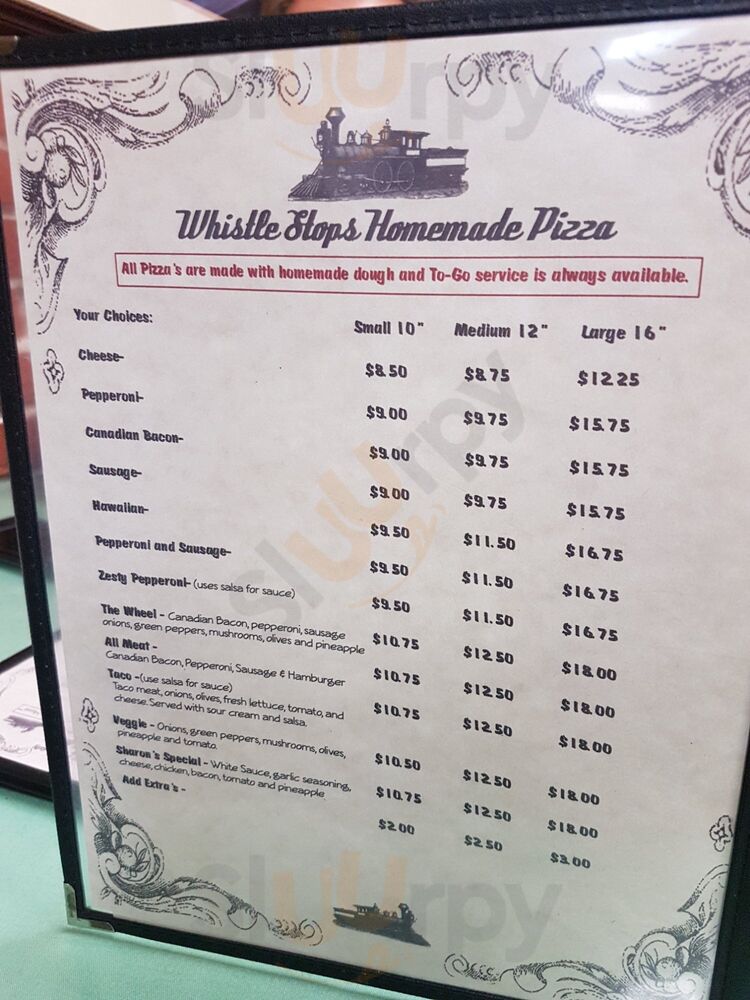 Whistle Stops Homemade Pizza
All Pizza's are made with homemade dough and To-Go service is always available.
Your Choices: Small 10" Medium 12" Large 16"
Cheese- $8.50 $8.75 $12.25
Pepperoni- $9.00 $9.75 $15.75
Canadian Bacon- $9.00 $9.75 $15.75
Sausage- $9.00 $9.75 $15.75
Hawaiian- $9.50 $11.50 $16.75
Pepperoni and Sausage- $9.50 $11.50 $16.75
Zesty Pepperoni- (uses salsa for sauce) $9.50 $11.50 $16.75
The Wheel - Canadian Bacon, pepperoni, sausage
onions, green peppers, mushrooms, olives and pineapple $10.75 $12.50 $18.00
All Meat -
Canadian Bacon, Pepperoni, Sausage & Hamburger $10.75 $12.50 $18.00
Taco -(use salsa for sauce)
Taco meat, onions, olives, fresh lettuce, tomato, and $10.75 $12.50 $18.00
cheese. Served with sour cream and salsa.
Veggie - Onions, green peppers, mushrooms, olives,
pineapple and tomato. $10.50 $12.50 $18.00
Sharon's Special - White Sauce, garlic seasoning,
cheese, chicken, bacon, tomato and pineapple $10.75 $12.50 $18.00
Add Extra's - $2.00 $2.50 $3.00
sluurpy
sluurpy
sluurpy